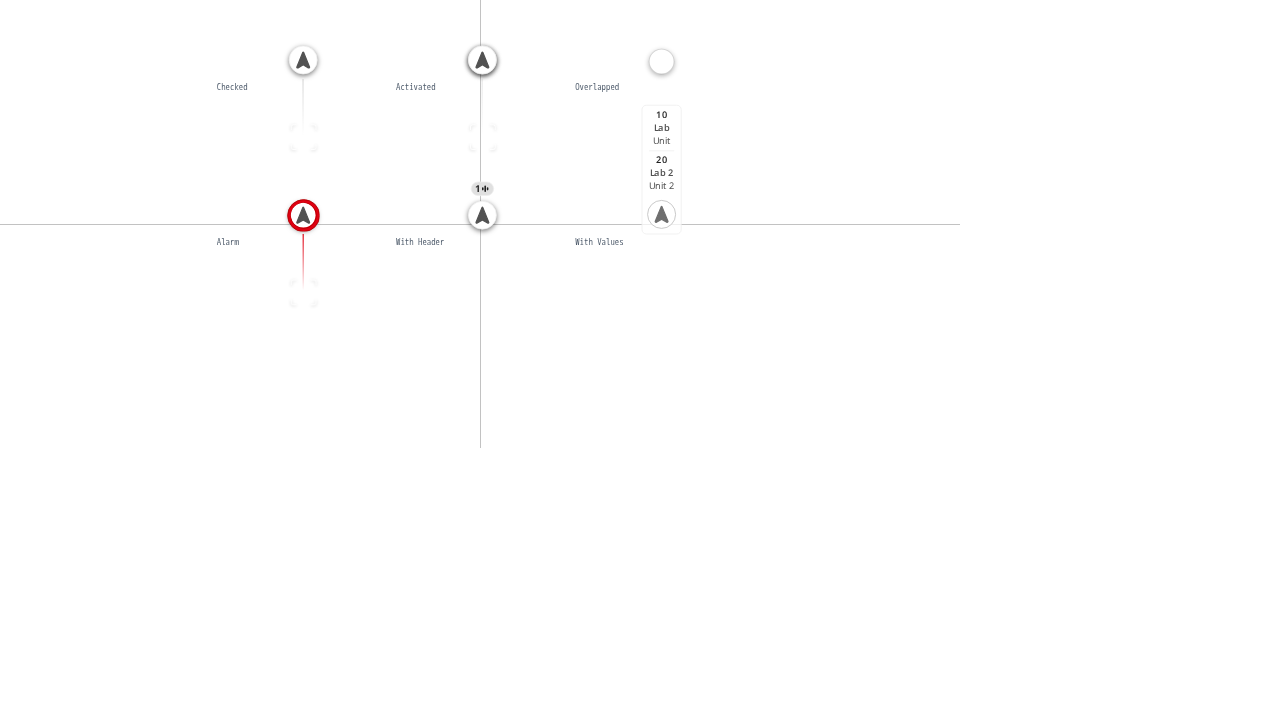 Checked
Activated
Overlapped
10
Lab
Unit
20
Lab 2
Unit 2
1
Alarm
With Header
With Values